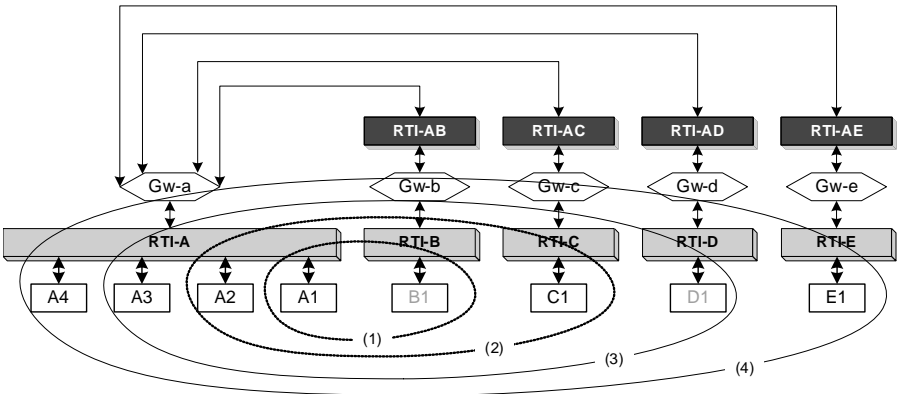 RTI-AB
RTI-AC
RTI-AD
RTI-AE
Gw-a
Gw-b
Gw-c
Gw-d
Gw-e
RTI-A
RTI-B
RTI-C
RTI-D
RTI-E
A4
A3
A2
A1
B1
C1
D1
E1
(1)
(2)
(3)
(4)